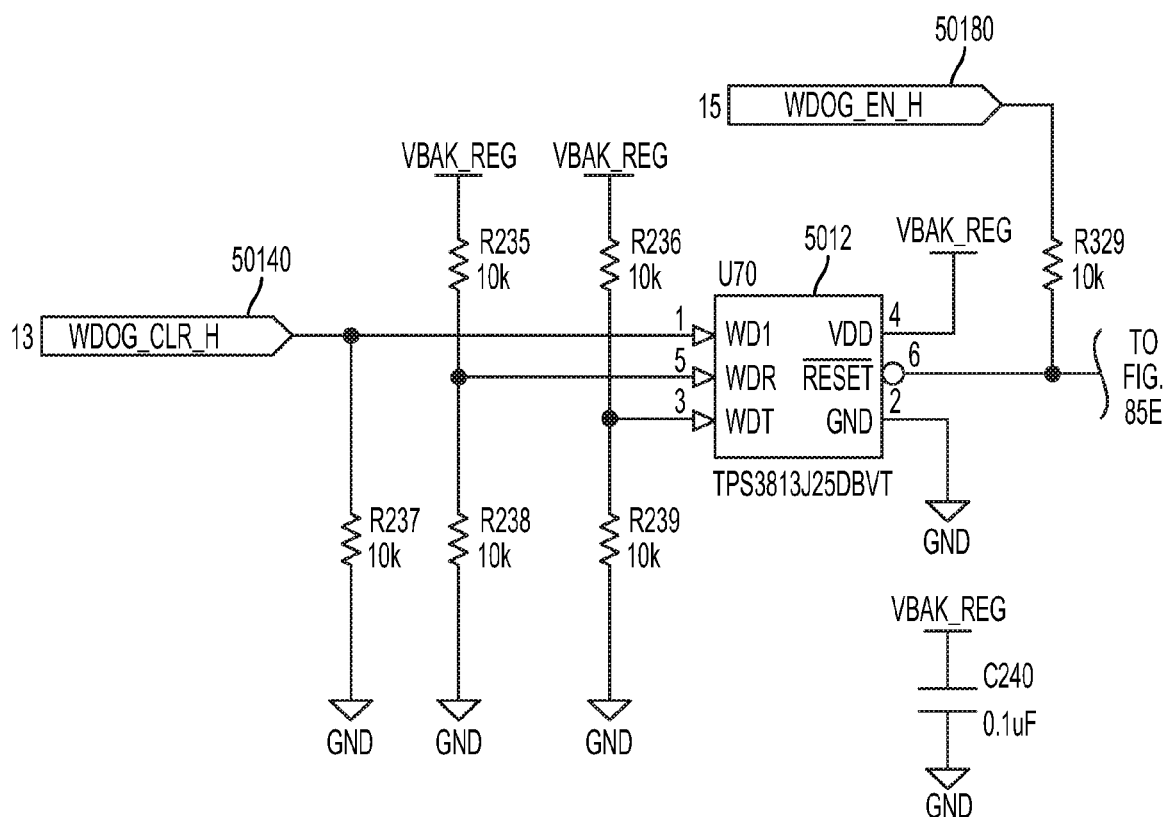 50180
15 WDOG_EN_H
VBAK_REG VBAK_REG
R235
10k
R236
10k
5012
VBAK_REG
R329
10k
50140
13 WDOG_CLR_H
U70
1 WD1 VDD 4
5 WDR RESET 6
3 WDT GND 2
TPS3813J25DBVT
TO
FIG.
85E
R237
10k
R238
10k
R239
10k
GND
VBAK_REG
C240
0.1uF
GND GND GND
GND